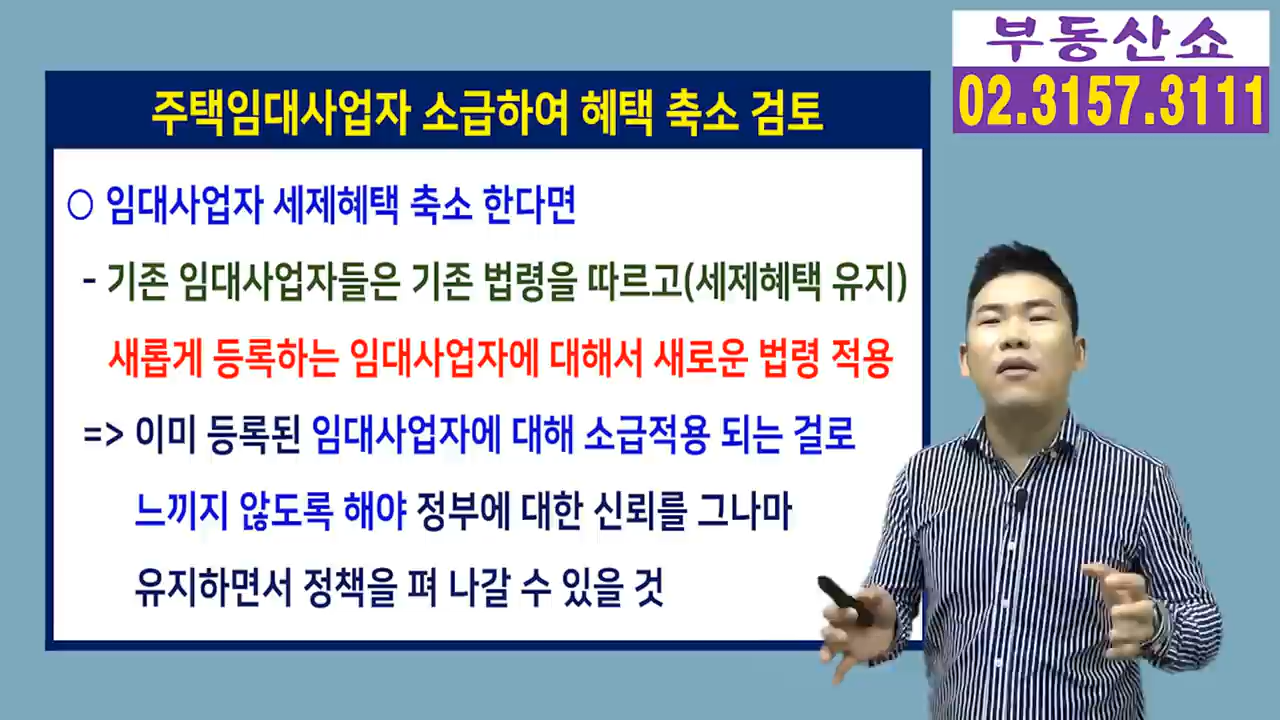 부동산쇼
02.3157.3111
주택임대사업자 소급하여 혜택 축소 검토
○ 임대사업자 세제혜택 축소 한다면
- 기존 임대사업자들은 기존 법령을 따르고(세제혜택 유지)
새롭게 등록하는 임대사업자에 대해서 새로운 법령 적용
=> 이미 등록된 임대사업자에 대해 소급적용 되는 걸로
느끼지 않도록 해야 정부에 대한 신뢰를 그나마
유지하면서 정책을 펴 나갈 수 있을 것